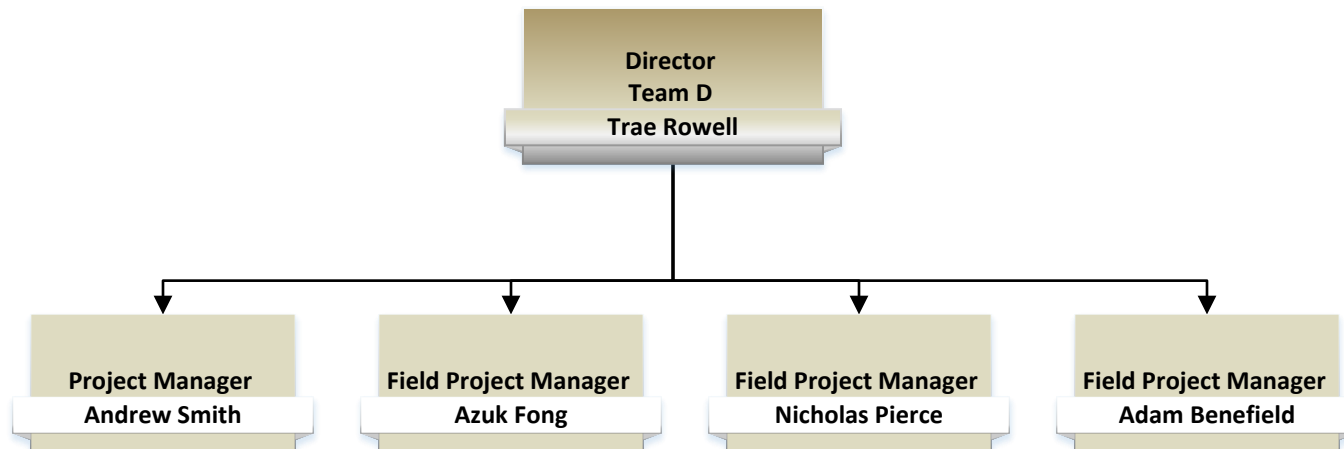 Director
Team D
Trae Rowell
Project Manager
Andrew Smith
Field Project Manager
Azuk Fong
Field Project Manager
Nicholas Pierce
Field Project Manager
Adam Benefield